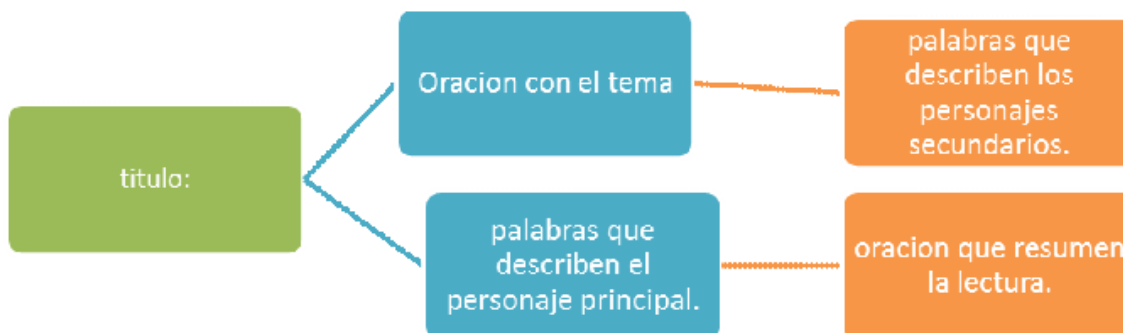 titulo:
Oracion con el tema
palabras que
describen los
personajes
secundarios.
palabras que
describen el
personaje principal.
oracion que resumen
la lectura.